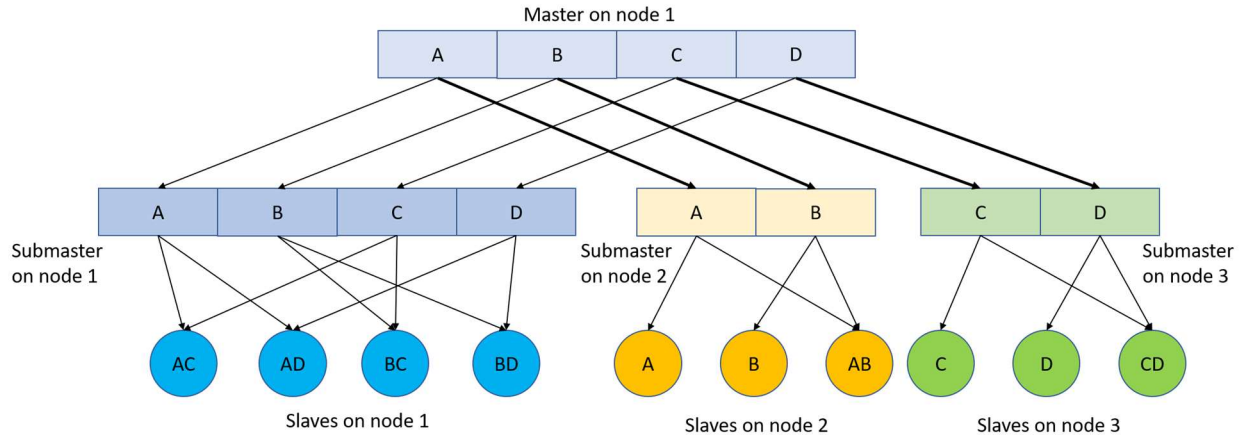 Master on node 1
A B C D
A B C D
A B
C D
Submaster
on node 1
Submaster
on node 2
Submaster
on node 3
AC AD BC BD
A B AB
C D CD
Slaves on node 1
Slaves on node 2
Slaves on node 3